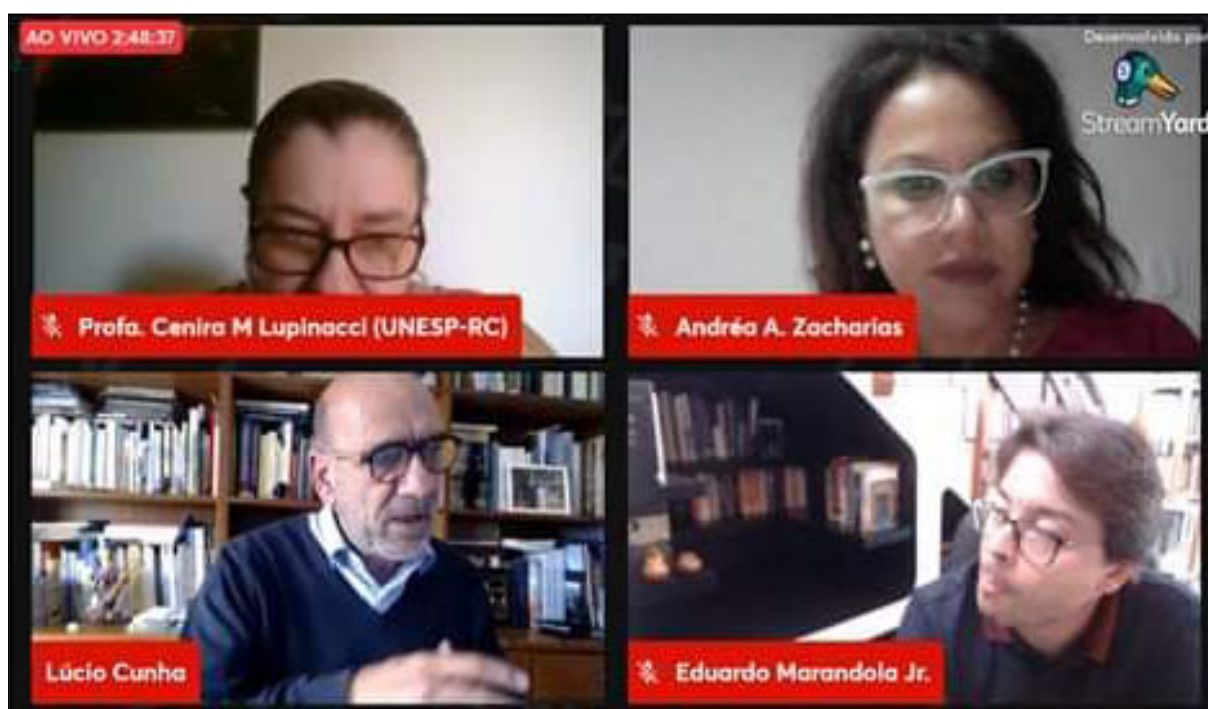 AO VIVO 2:48:37
Desenvolvido por
StreamYard
Profa. Cenira M Lupinacci (UNESP-RC)
Andréa A. Zacharias
Lúcio Cunha
Eduardo Marandola Jr.